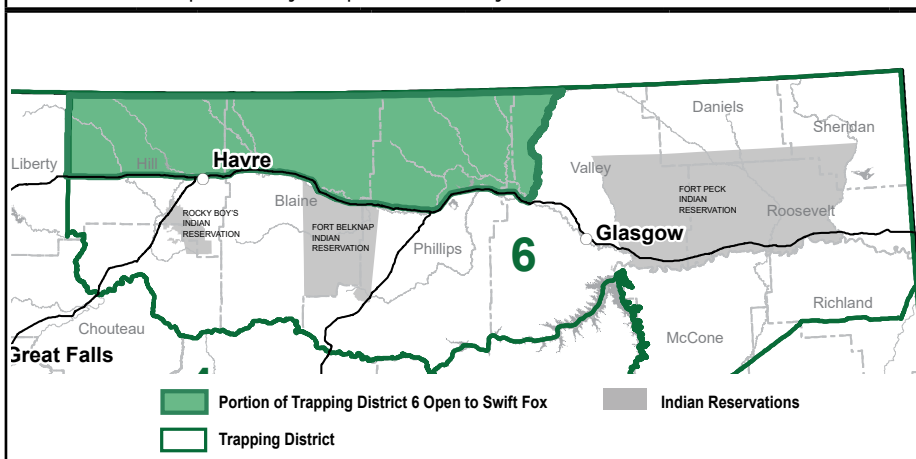 Daniels
Sheridan
Havre
Liberty
Hill
Valley
FORT PECK
INDIAN
RESERVATION
Blaine
ROCKY BOY'S
INDIAN
RESERVATION
FORT BELKNAP
INDIAN
RESERVATION
Roosevelt
Glasgow
Phillips
6
Richland
Chouteau
McCone
Great Falls
Portion of Trapping District 6 Open to Swift Fox
Indian Reservations
Trapping District